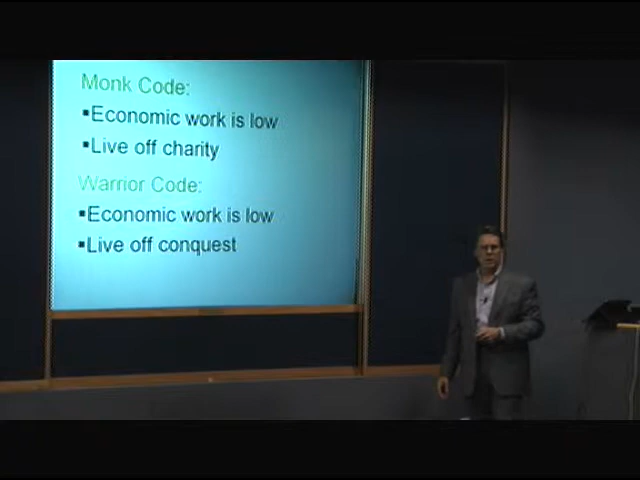 Monk Code:
▪Economic work is low
▪Live off charity
Warrior Code:
▪Economic work is low
▪Live off conquest